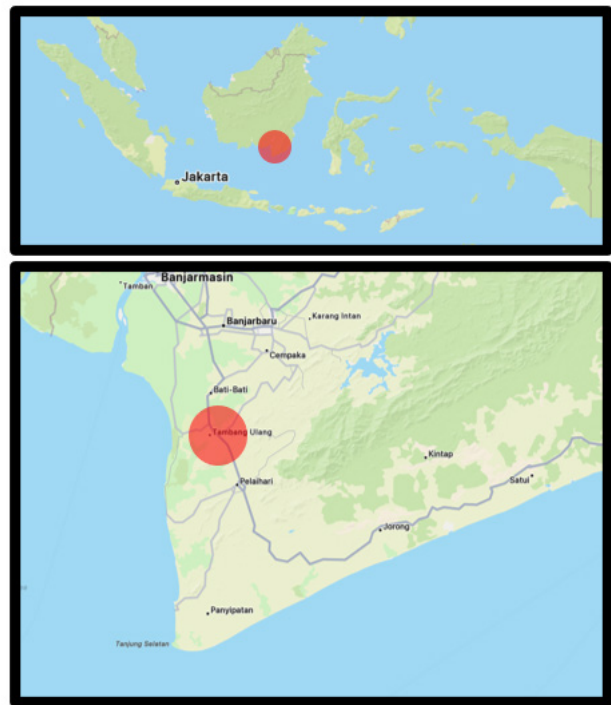 Jakarta
Banjarmasin
Tamban
Banjarbaru
Karang Intan
Cempaka
Bati-Bati
Tambang Ulang
Kintap
Pelaihari
Satui
Jorong
Panyipatan
Tanjung Selatan